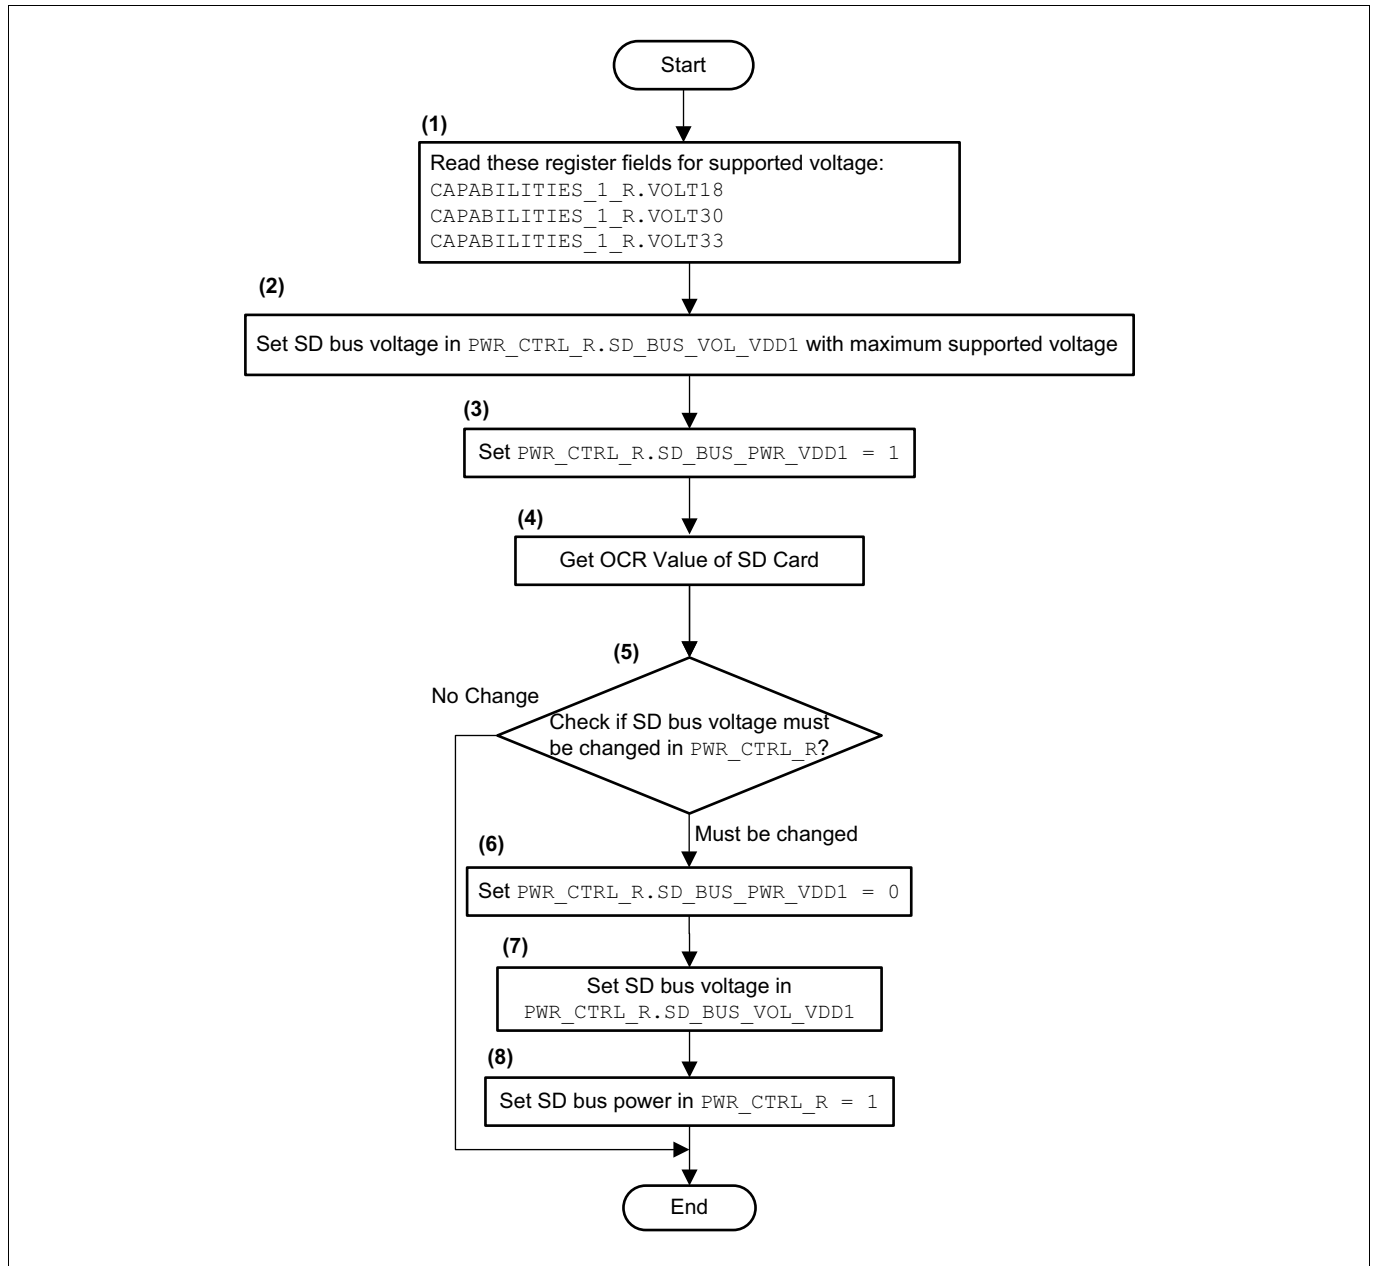 Start
(1)
Read these register fields for supported voltage:
CAPABILITIES_1_R.VOLT18
CAPABILITIES_1_R.VOLT30
CAPABILITIES_1_R.VOLT33
(2)
Set SD bus voltage in PWR_CTRL_R.SD_BUS_VOL_VDD1 with maximum supported voltage
(3)
Set PWR_CTRL_R.SD_BUS_PWR_VDD1 = 1
(4)
Get OCR Value of SD Card
(5)
No Change
Check if SD bus voltage must
be changed in PWR_CTRL_R?
Must be changed
(6)
Set PWR_CTRL_R.SD_BUS_PWR_VDD1 = 0
(7)
Set SD bus voltage in
PWR_CTRL_R.SD_BUS_VOL_VDD1
(8)
Set SD bus power in PWR_CTRL_R = 1
End